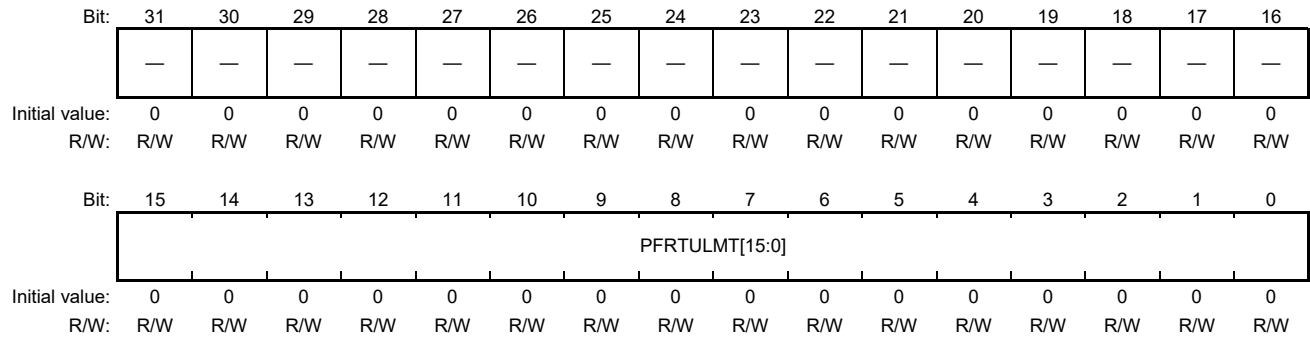 Bit: 31 30 29 28 27 26 25 24 23 22 21 20 19 18 17 16
— — — — — — — — — — — — — — — —
Initial value: 0 0 0 0 0 0 0 0 0 0 0 0 0 0 0 0
R/W: R/W R/W R/W R/W R/W R/W R/W R/W R/W R/W R/W R/W R/W R/W R/W R/W
Bit: 15 14 13 12 11 10 9 8 7 6 5 4 3 2 1 0
PFRTULMT[15:0]
Initial value: 0 0 0 0 0 0 0 0 0 0 0 0 0 0 0 0
R/W: R/W R/W R/W R/W R/W R/W R/W R/W R/W R/W R/W R/W R/W R/W R/W R/W